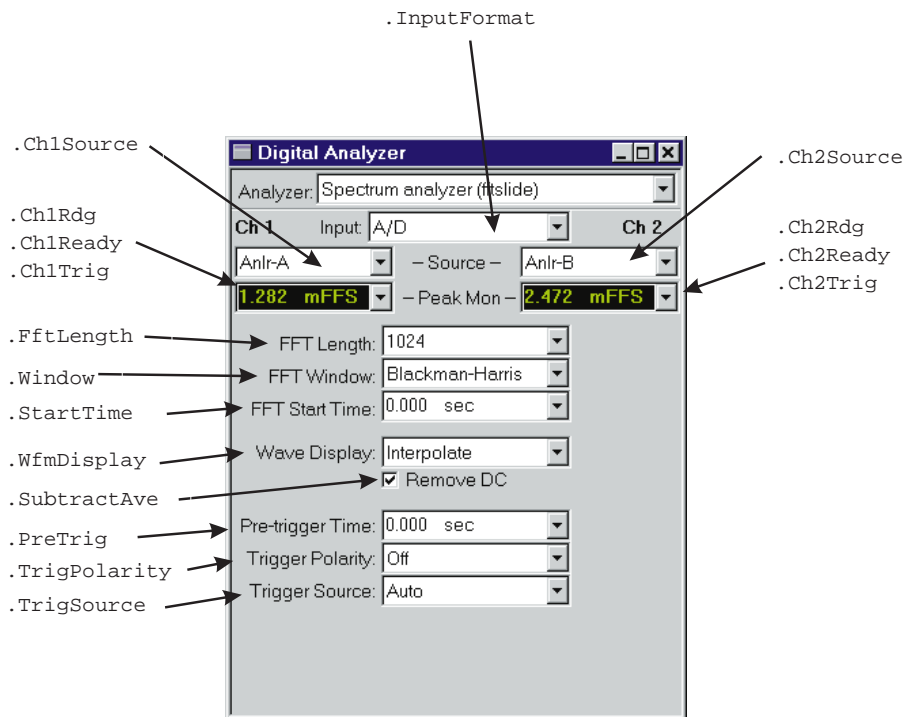 .InputFormat
.Ch1Source
Digital Analyzer
.Ch2Source
Analyzer: Spectrum analyzer (fftslide)
.Ch1Rdg
.Ch1Ready
.Ch1Trig
Ch 1 Input: A/D Ch 2
.Ch2Rdg
.Ch2Ready
.Ch2Trig
Anlr-A – Source – Anlr-B
1.282 mFFS – Peak Mon – 2.472 mFFS
.FftLength FFT Length: 1024
.Window FFT Window: Blackman-Harris
.StartTime FFT Start Time: 0.000 sec
.WfmDisplay Wave Display: Interpolate
.SubtractAve Remove DC
.PreTrig Pre-trigger Time: 0.000 sec
.TrigPolarity Trigger Polarity: Off
.TrigSource Trigger Source: Auto